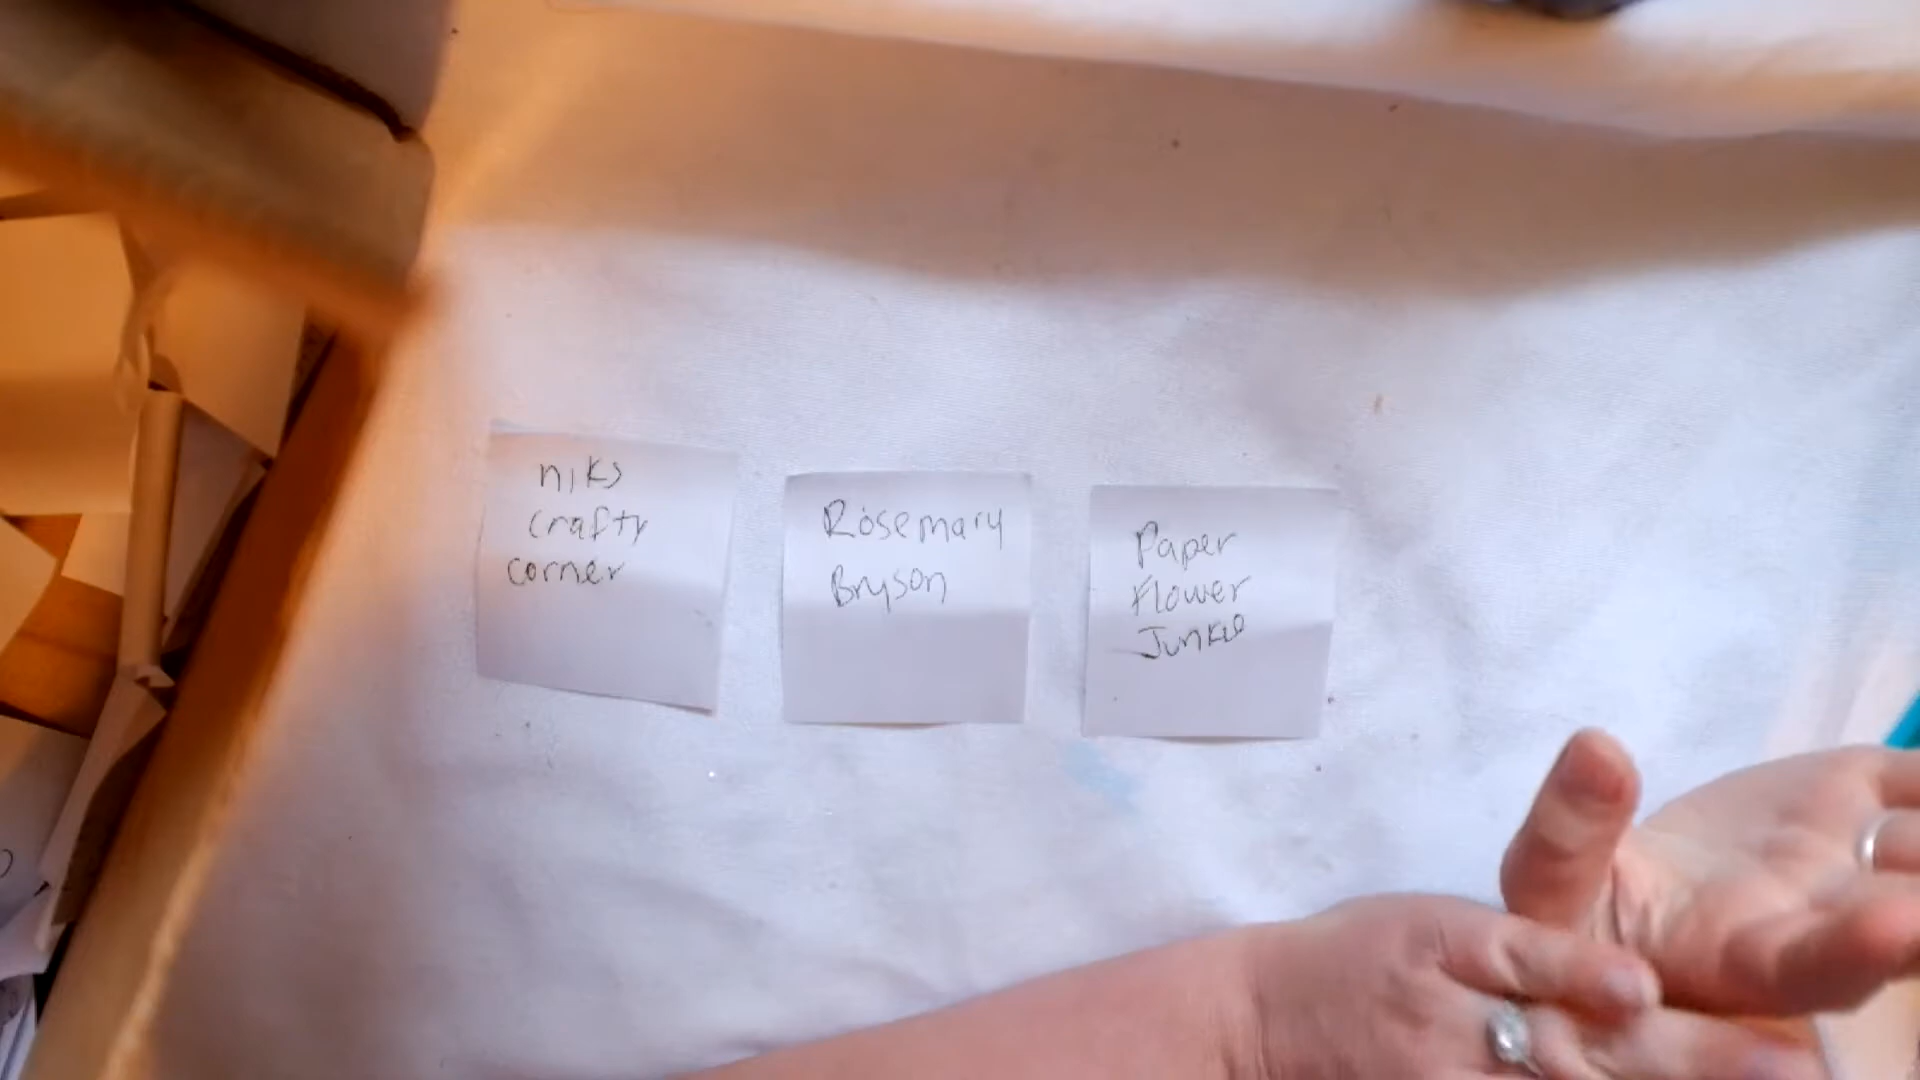 niks
crafty
corner
Rosemary
Bryson
Paper
Flower
Junkie